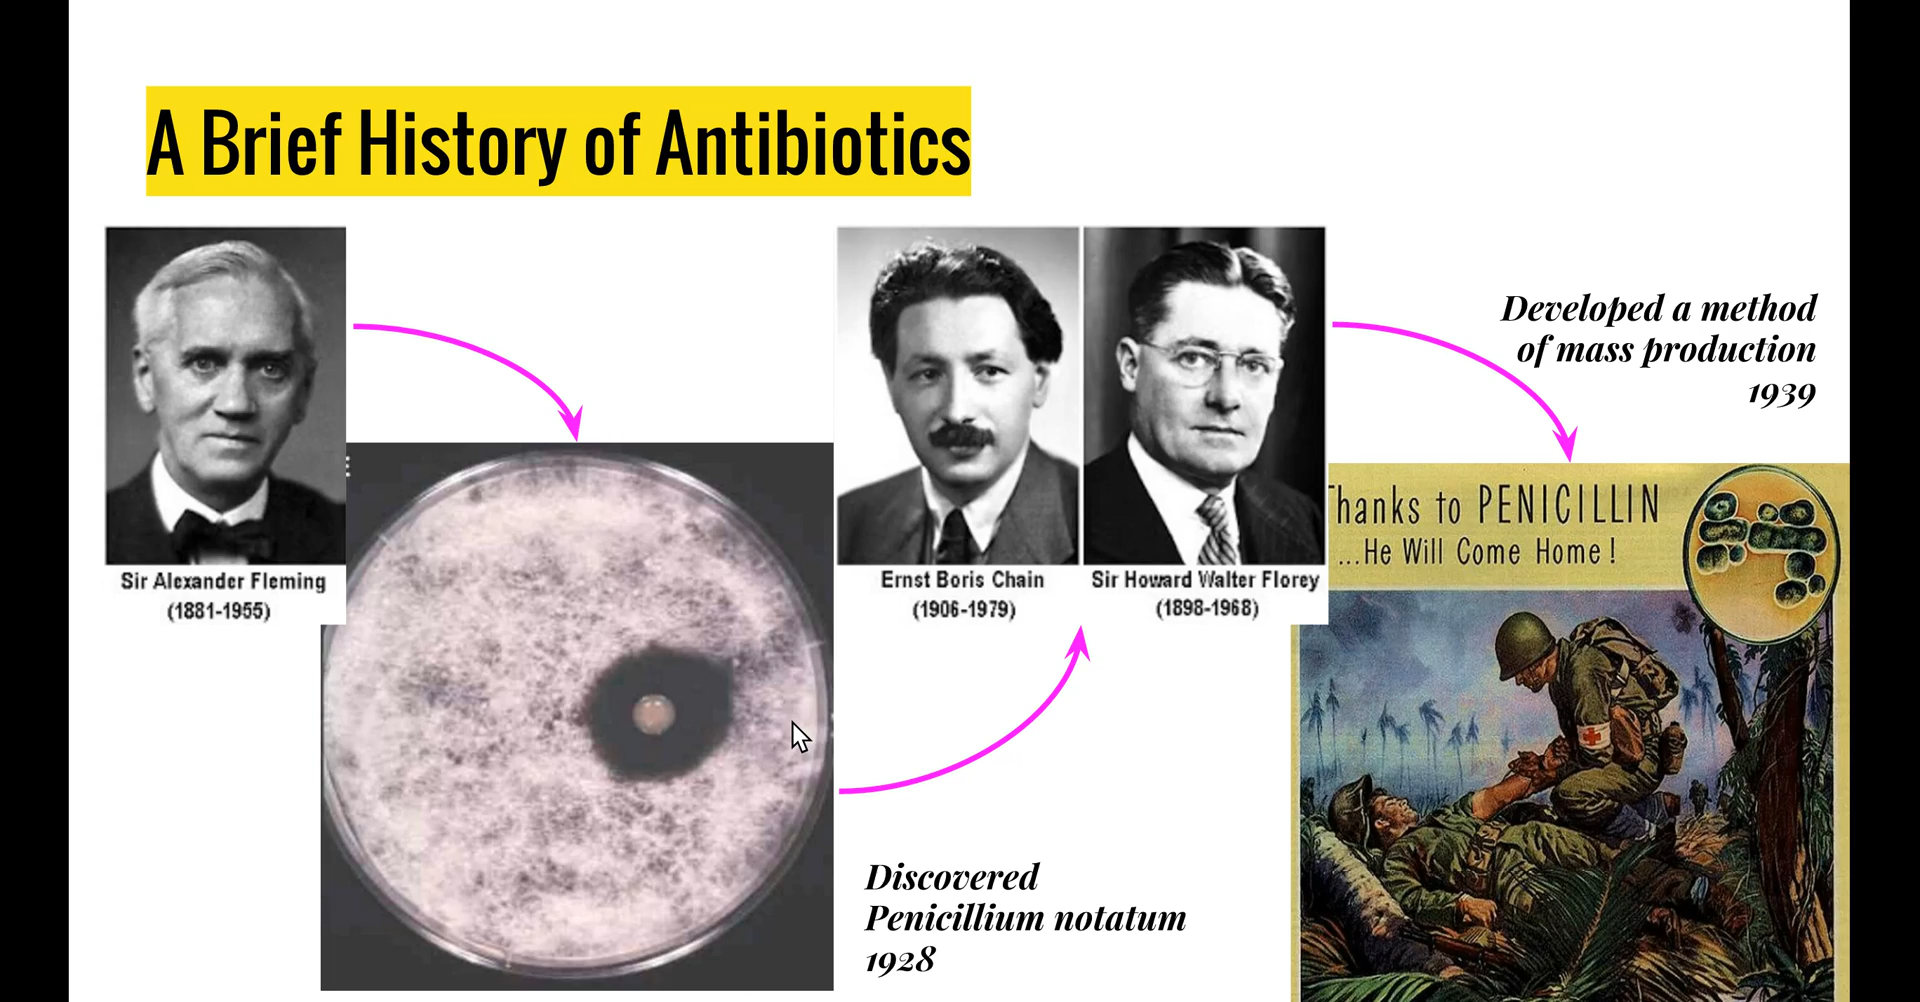 A Brief History of Antibiotics
Sir Alexander Fleming
(1881-1955)
Discovered
Penicillium notatum
1928
Ernst Boris Chain
(1906-1979)
Sir Howard Walter Florey
(1898-1968)
Developed a method
of mass production
1939
Thanks to PENICILLIN
...He Will Come Home!